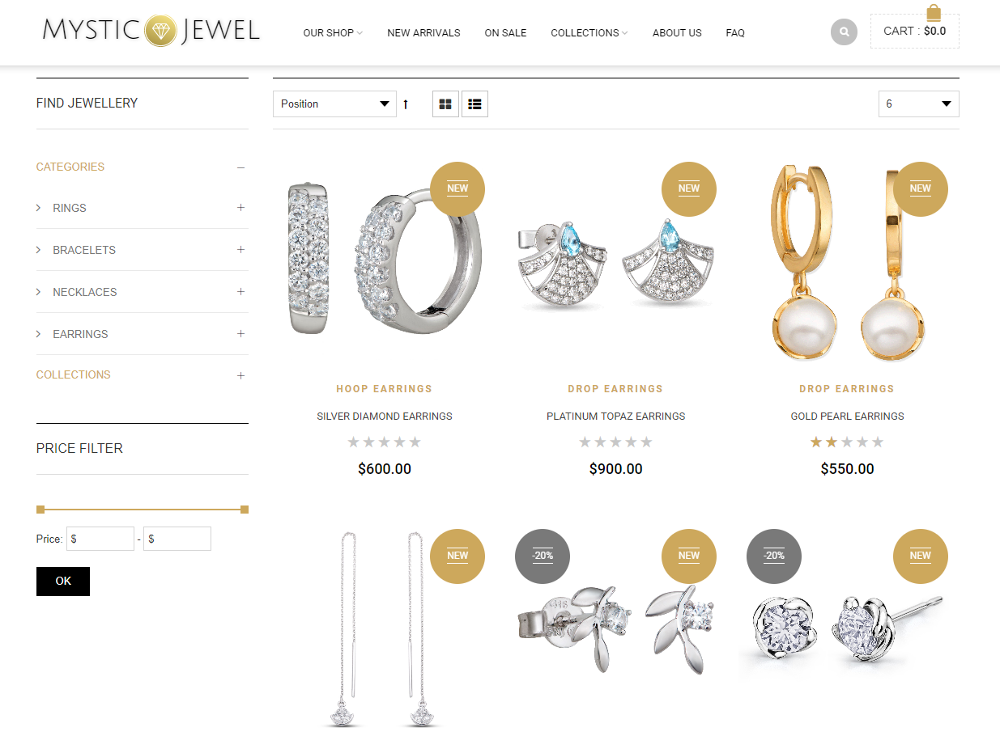 MYSTIC JEWEL
OUR SHOP NEW ARRIVALS ON SALE COLLECTIONS ABOUT US FAQ
CART : $0.0
FIND JEWELLERY
CATEGORIES
RINGS
BRACELETS
NECKLACES
EARRINGS
COLLECTIONS
PRICE FILTER
Price: $ - $
OK
Position
6
NEW
NEW
NEW
HOOP EARRINGS
SILVER DIAMOND EARRINGS
$600.00
DROP EARRINGS
PLATINUM TOPAZ EARRINGS
$900.00
DROP EARRINGS
GOLD PEARL EARRINGS
$550.00
NEW
-20%
NEW
-20%
NEW